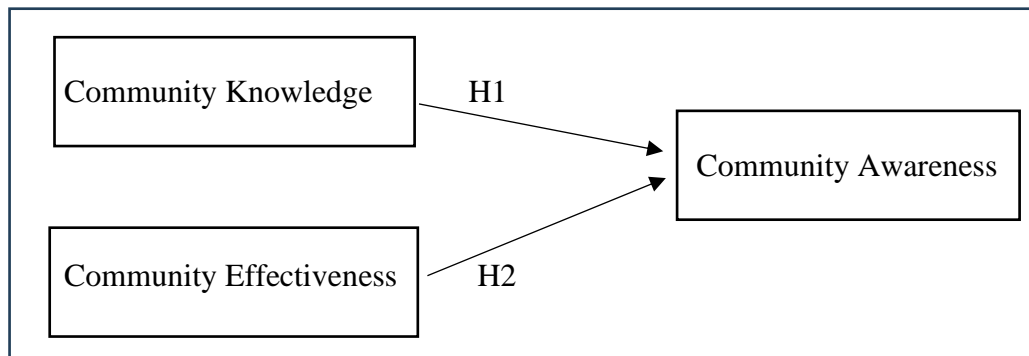 Community Knowledge
H1
Community Awareness
Community Effectiveness
H2